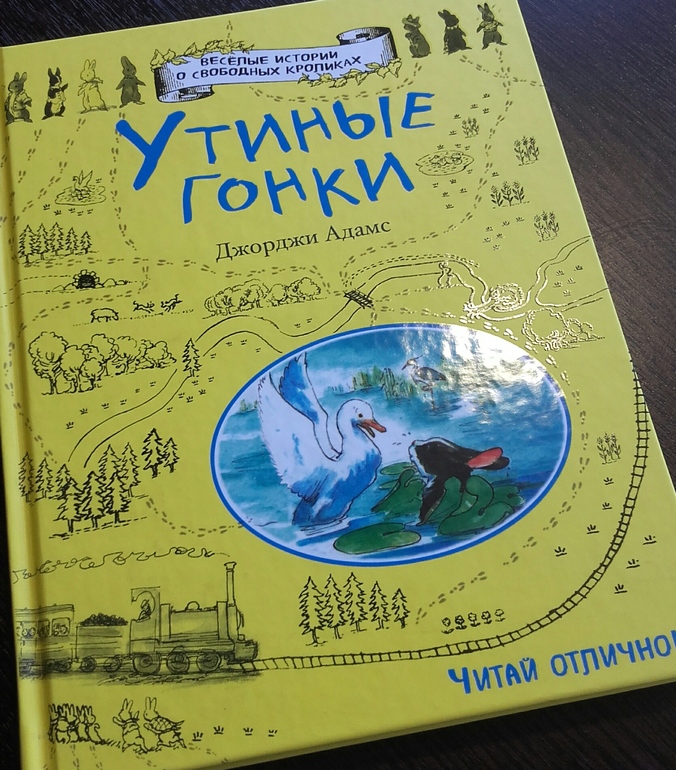 ВЕСЁЛЫЕ ИСТОРИИ
О СВОБОДНЫХ КРОЛИКАХ
УТИНЫЕ
ГОНКИ
Джорджи Адамс
ЧИТАЙ ОТЛИЧНО!